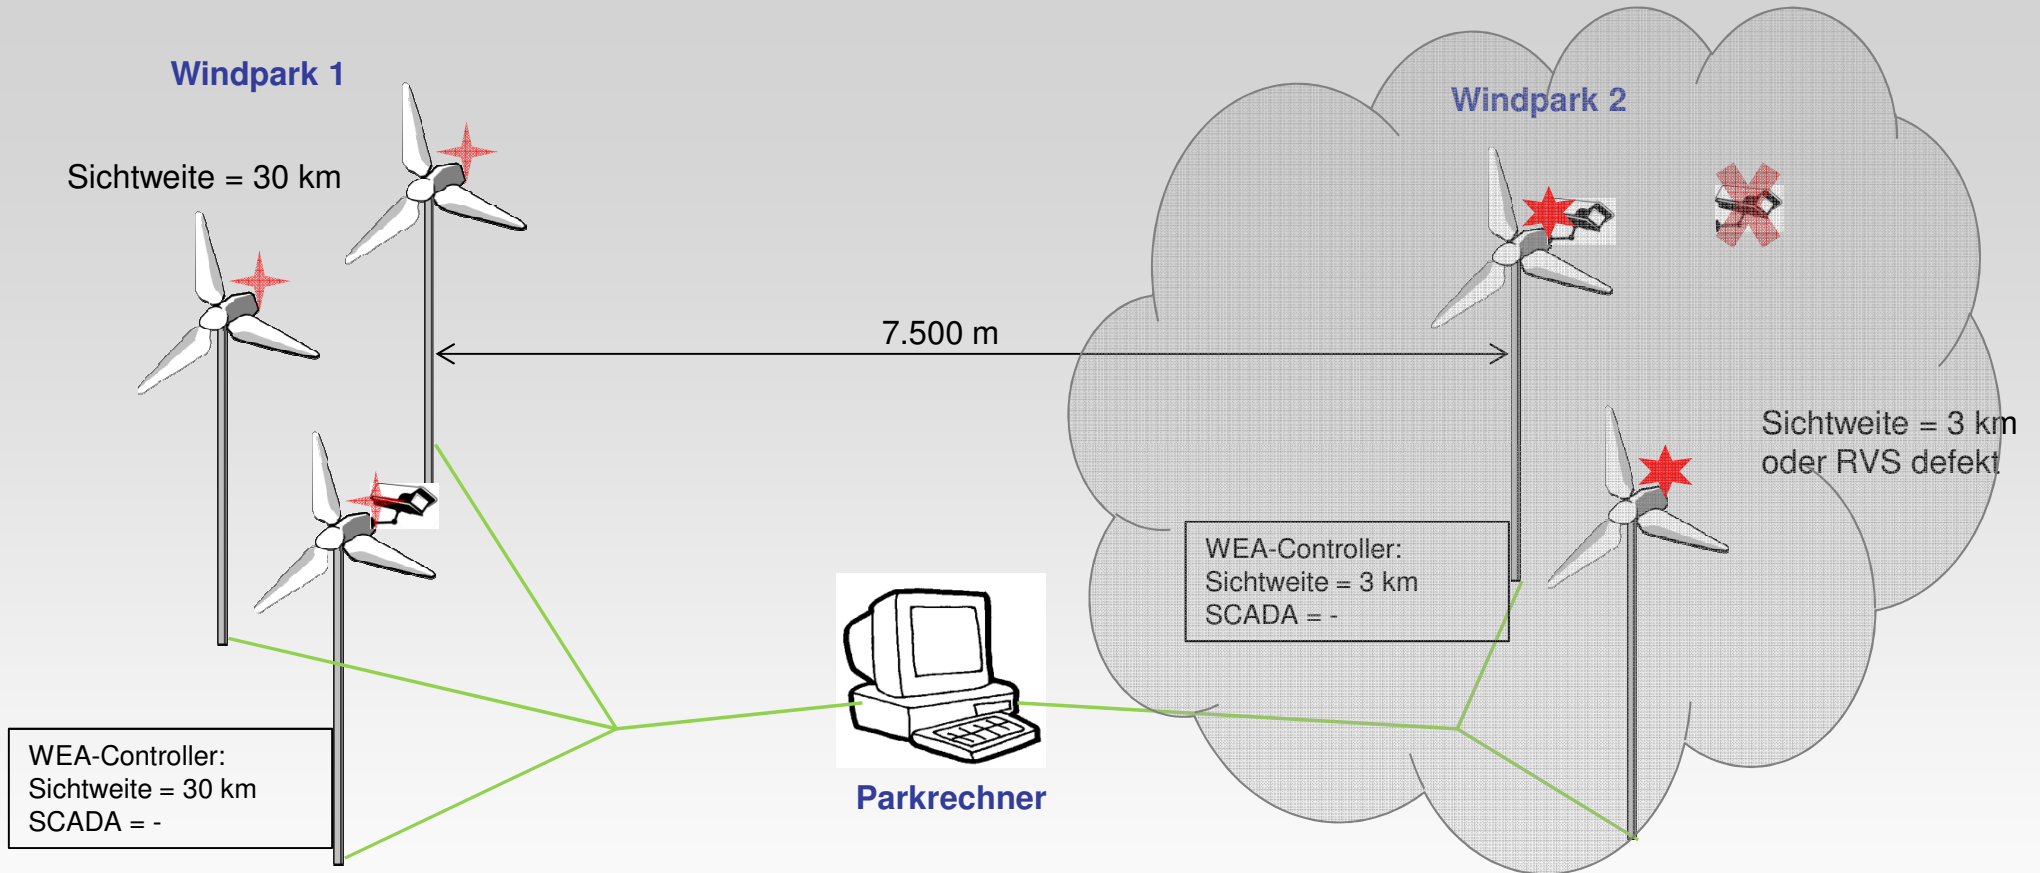 Windpark 1
Sichtweite = 30 km
Windpark 2
7.500 m
Sichtweite = 3 km
oder RVS defekt
WEA-Controller:
Sichtweite = 3 km
SCADA = -
WEA-Controller:
Sichtweite = 30 km
SCADA = -
Parkrechner